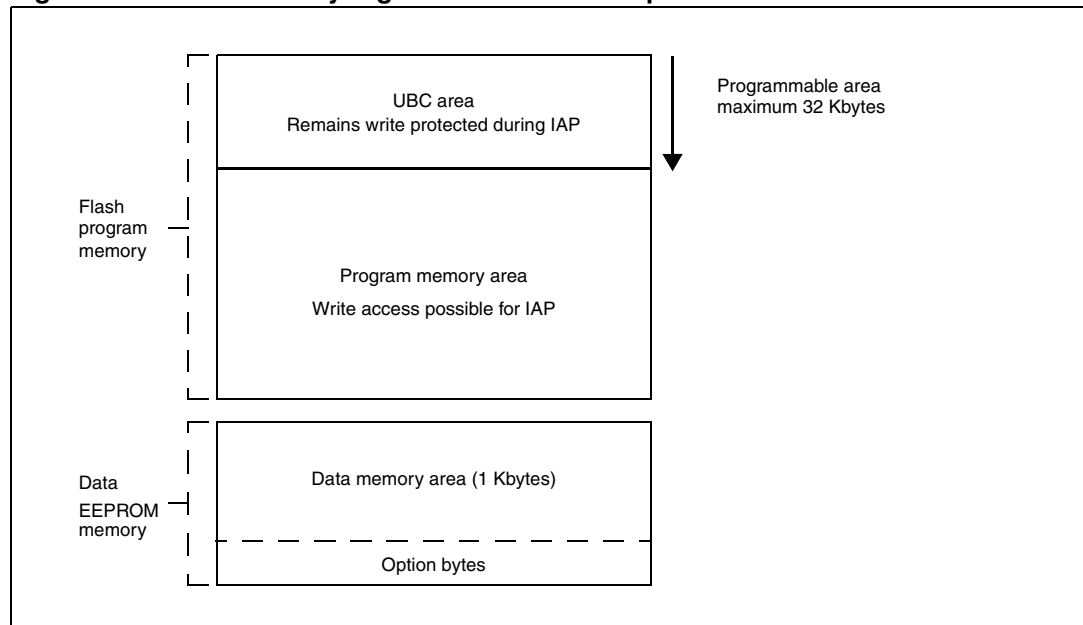 UBC area
Remains write protected during IAP
Programmable area
maximum 32 Kbytes
Flash
program
memory
Program memory area
Write access possible for IAP
Data
EEPROM
memory
Data memory area (1 Kbytes)
Option bytes